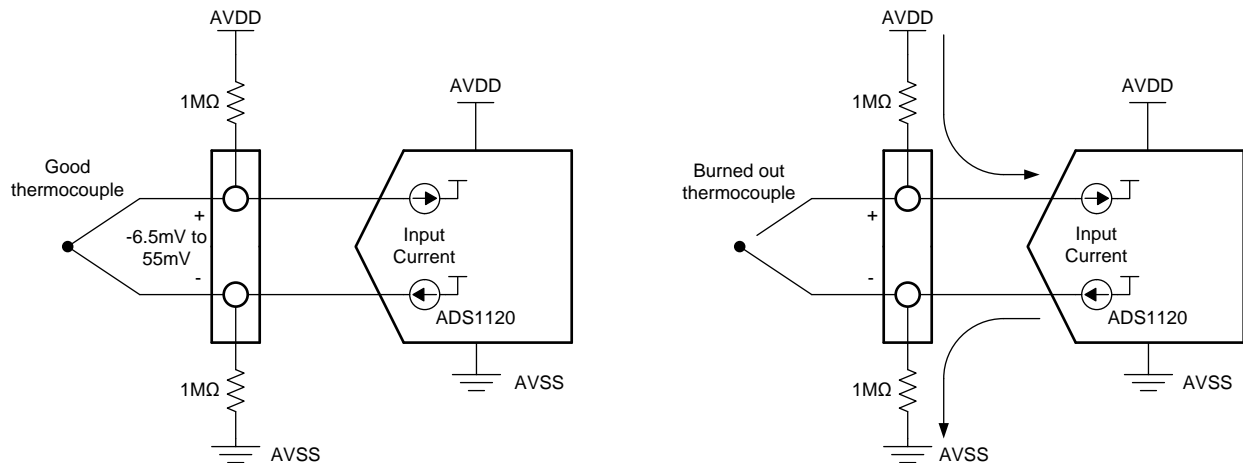 AVDD
1MΩ
AVDD
Good
thermocouple
+
-6.5mV to
55mV
-
Input
Current
ADS1120
1MΩ
AVSS
AVSS
AVDD
1MΩ
AVDD
Burned out
thermocouple
+
-
Input
Current
ADS1120
1MΩ
AVSS
AVSS